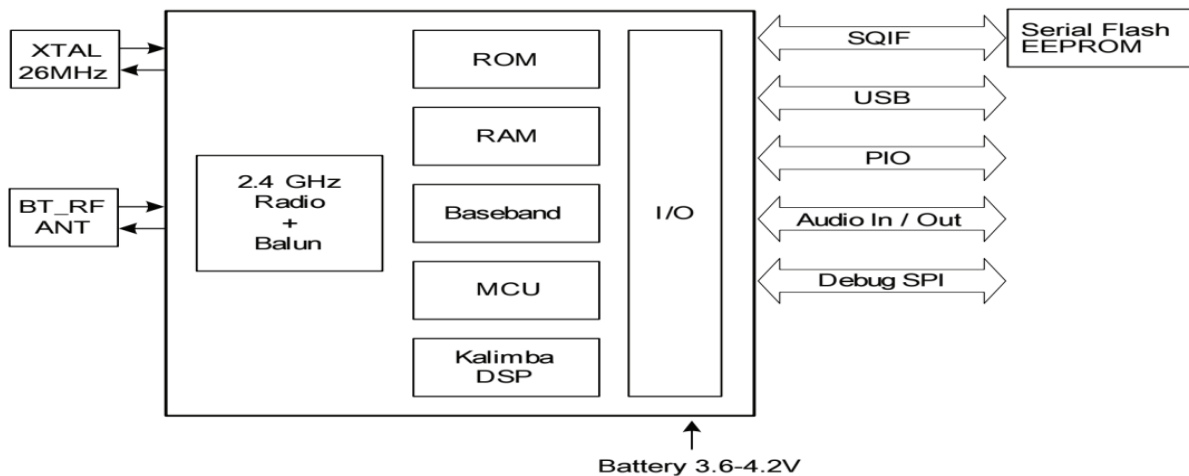 XTAL
26MHz
BT_RF
ANT
2.4 GHz
Radio
+
Balun
ROM
RAM
Baseband
MCU
Kalimba
DSP
I/O
SQIF
USB
PIO
Audio In / Out
Debug SPI
Serial Flash
EEPROM
Battery 3.6-4.2V